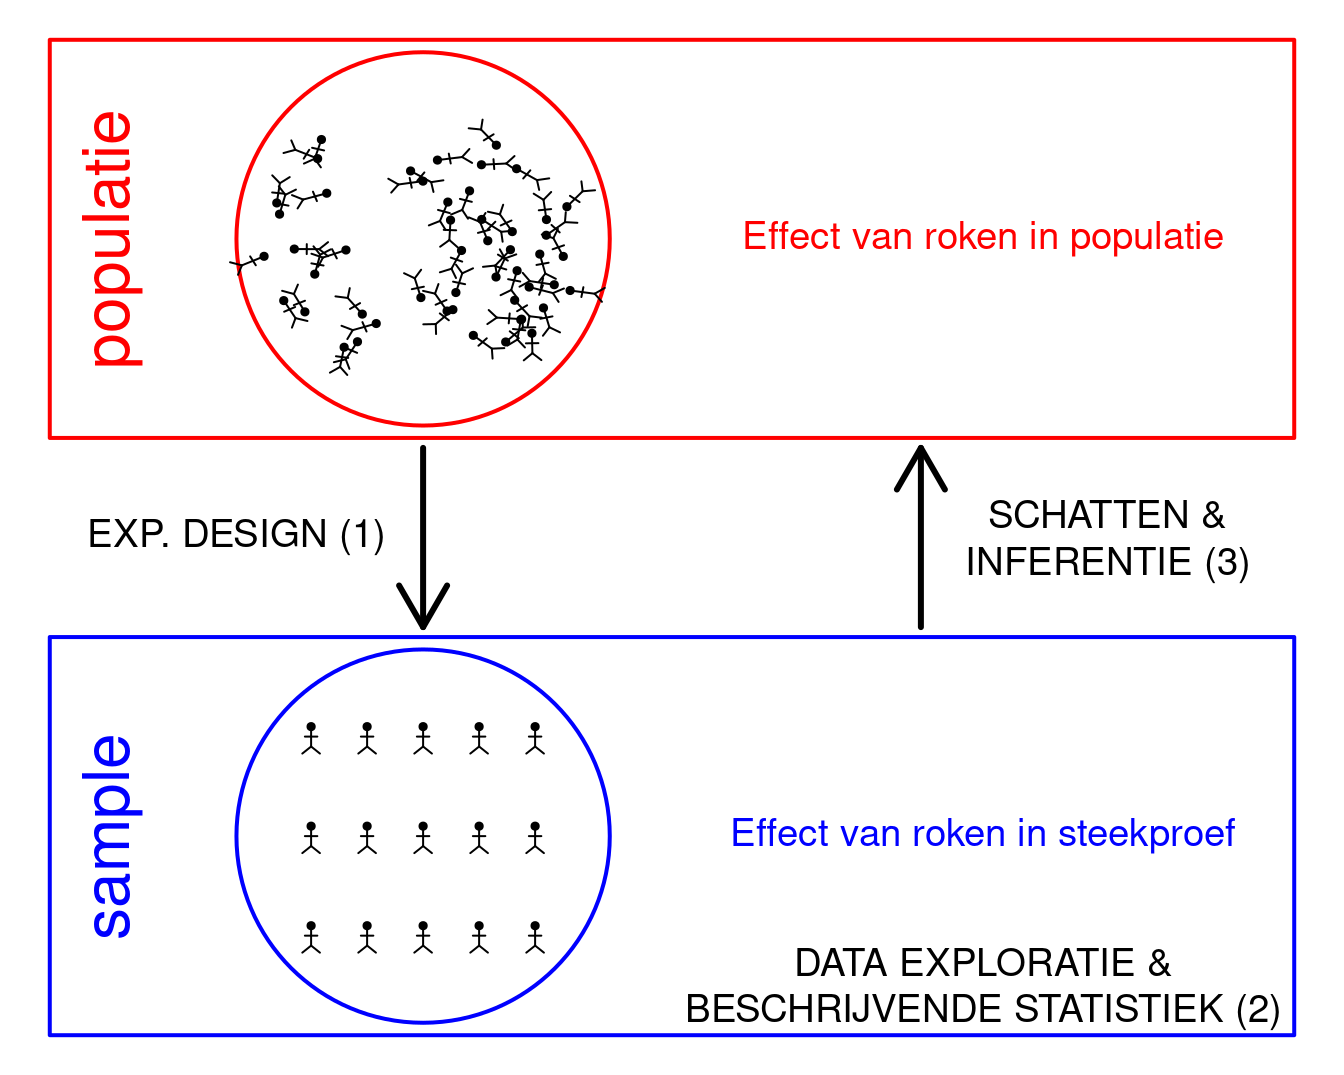 populatie
Effect van roken in populatie
EXP. DESIGN (1)
SCHATTEN &
INFERENTIE (3)
sample
Effect van roken in steekproef
DATA EXPLORATIE &
BESCHRIJVENDE STATISTIEK (2)